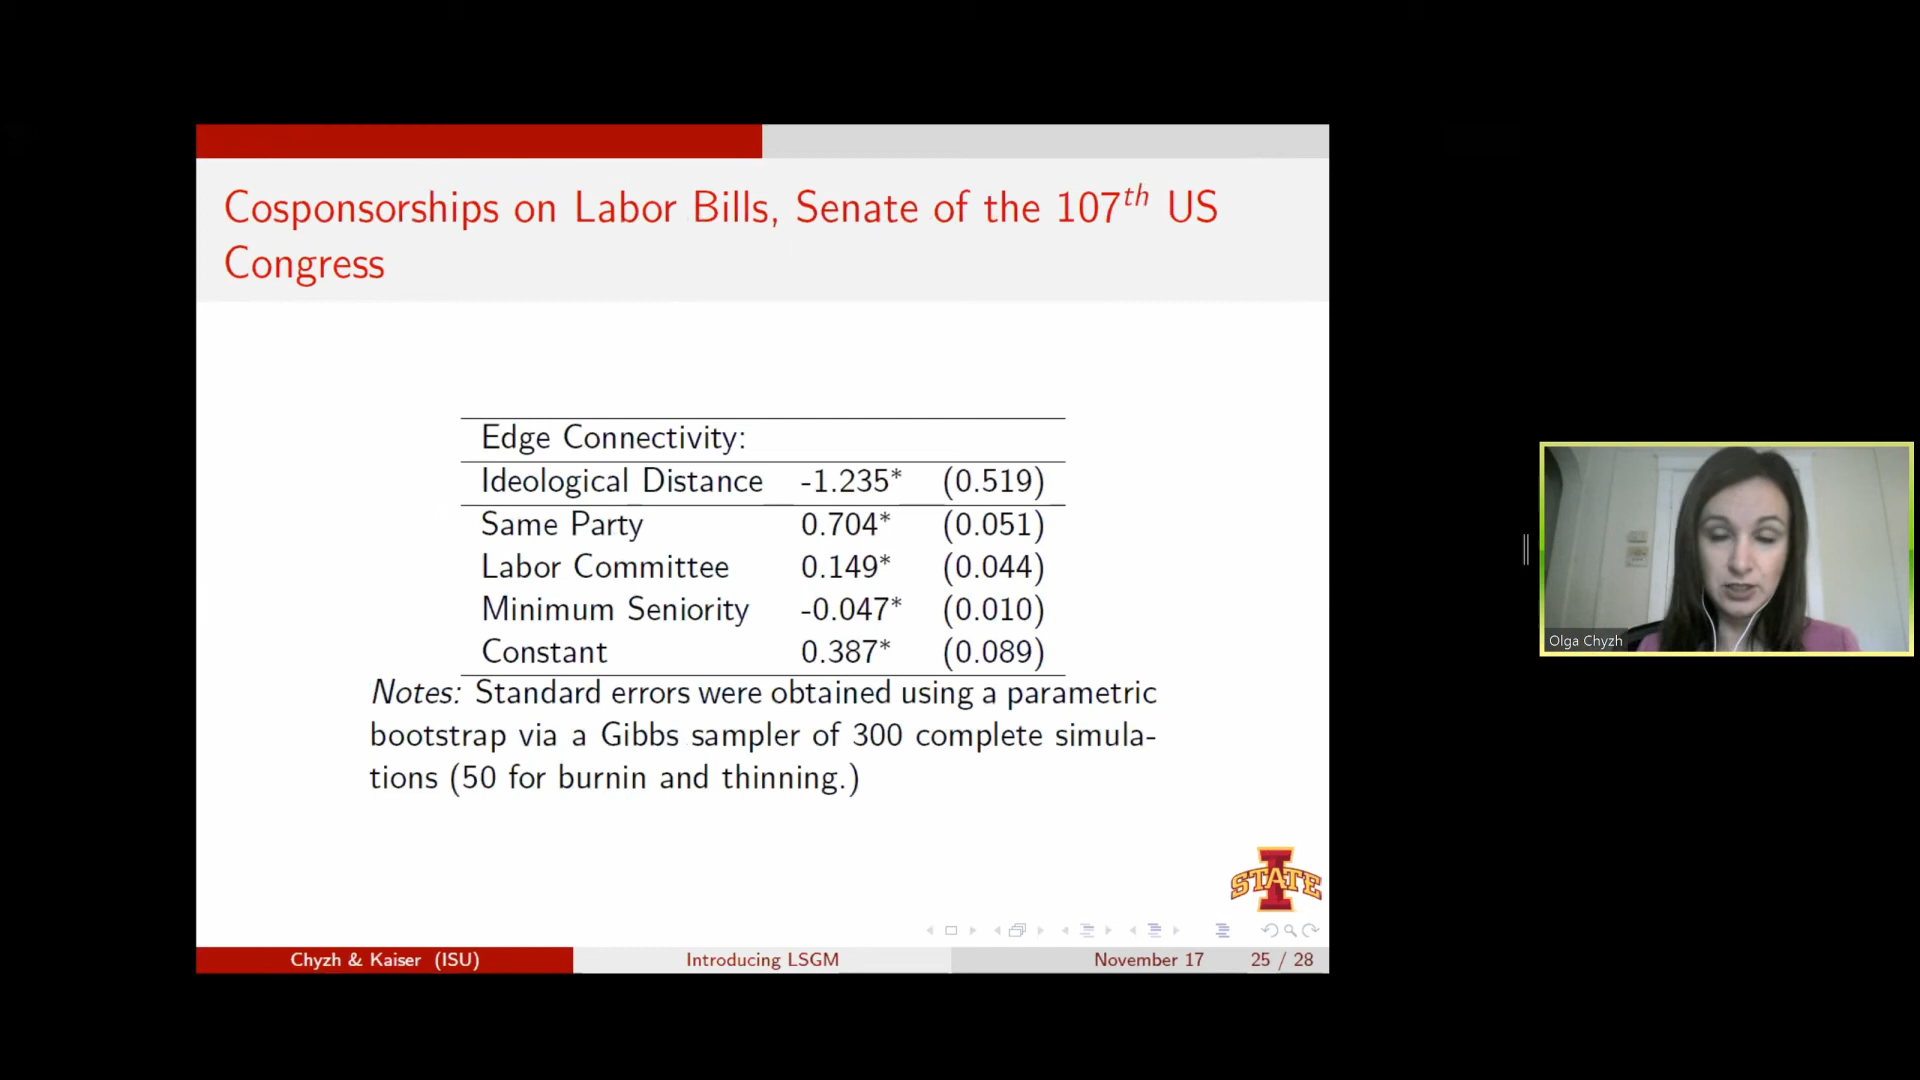 Cosponsorships on Labor Bills, Senate of the 107th US
Congress
Edge Connectivity:
Ideological Distance -1.235* (0.519)
Same Party 0.704* (0.051)
Labor Committee 0.149* (0.044)
Minimum Seniority -0.047* (0.010)
Constant 0.387* (0.089)
Notes: Standard errors were obtained using a parametric
bootstrap via a Gibbs sampler of 300 complete simula-
tions (50 for burnin and thinning.)
I
STATE
Chyzh & Kaiser (ISU) Introducing LSGM November 17 25 / 28
Olga Chyzh